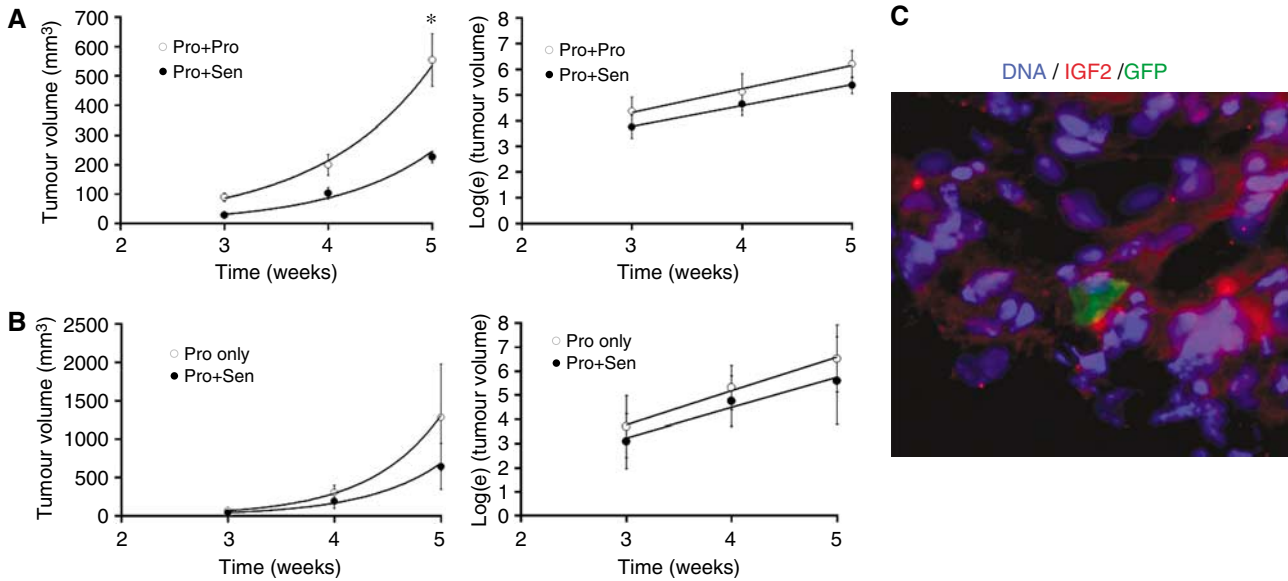 A
Tumour volume (mm³)
700
600
500
400
300
200
100
0
Pro+Pro
Pro+Sen
*
2 3 4 5
Time (weeks)
Log(e) (tumour volume)
8
7
6
5
4
3
2
1
0
Pro+Pro
Pro+Sen
2 3 4 5
Time (weeks)
B
Tumour volume (mm³)
2500
2000
1500
1000
500
0
Pro only
Pro+Sen
2 3 4 5
Time (weeks)
Log(e) (tumour volume)
8
7
6
5
4
3
2
1
0
Pro only
Pro+Sen
2 3 4 5
Time (weeks)
C
DNA / IGF2 /GFP